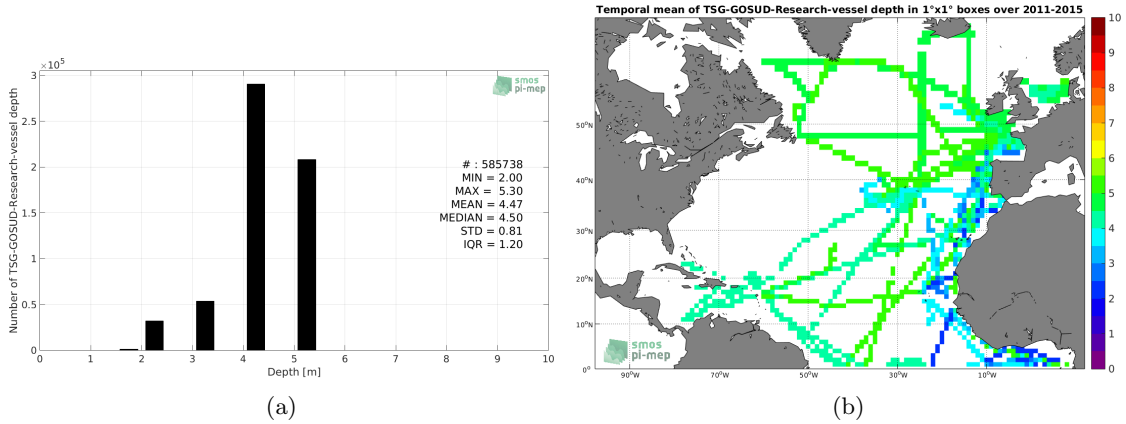 ×10⁵
3
2.5
2
1.5
1
0.5
0
0 1 2 3 4 5 6 7 8 9 10
Number of TSG-GOSUD-Research-vessel depth
Depth [m]
smos
pi-mep
# : 585738
MIN = 2.00
MAX = 5.30
MEAN = 4.47
MEDIAN = 4.50
STD = 0.81
IQR = 1.20
(a)
Temporal mean of TSG-GOSUD-Research-vessel depth in 1°x1° boxes over 2011-2015
50°N
40°N
30°N
20°N
10°N
0°
90°W 70°W 50°W 30°W 10°W
smos
pi-mep
10
9
8
7
6
5
4
3
2
1
0
(b)